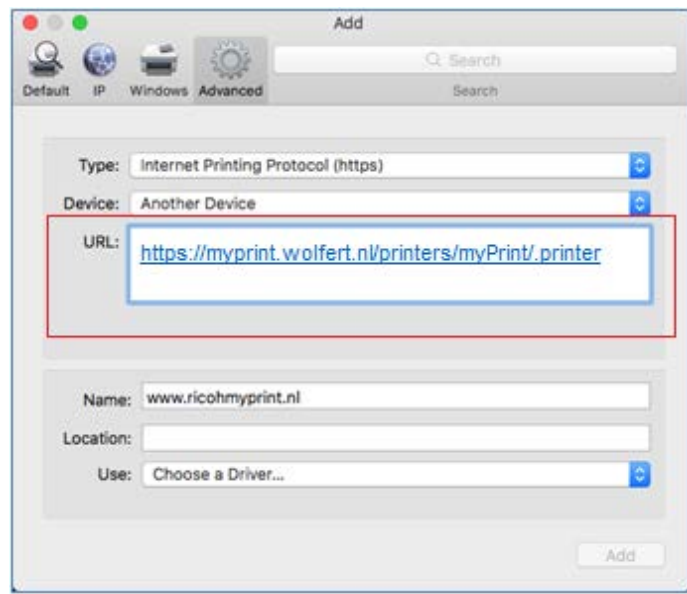 Add
Search
Default IP Windows Advanced Search
Type: Internet Printing Protocol (https)
Device: Another Device
URL: https://myprint.wolfert.nl/printers/myPrint/.printer
Name: www.ricohmyprint.nl
Location:
Use: Choose a Driver...
Add